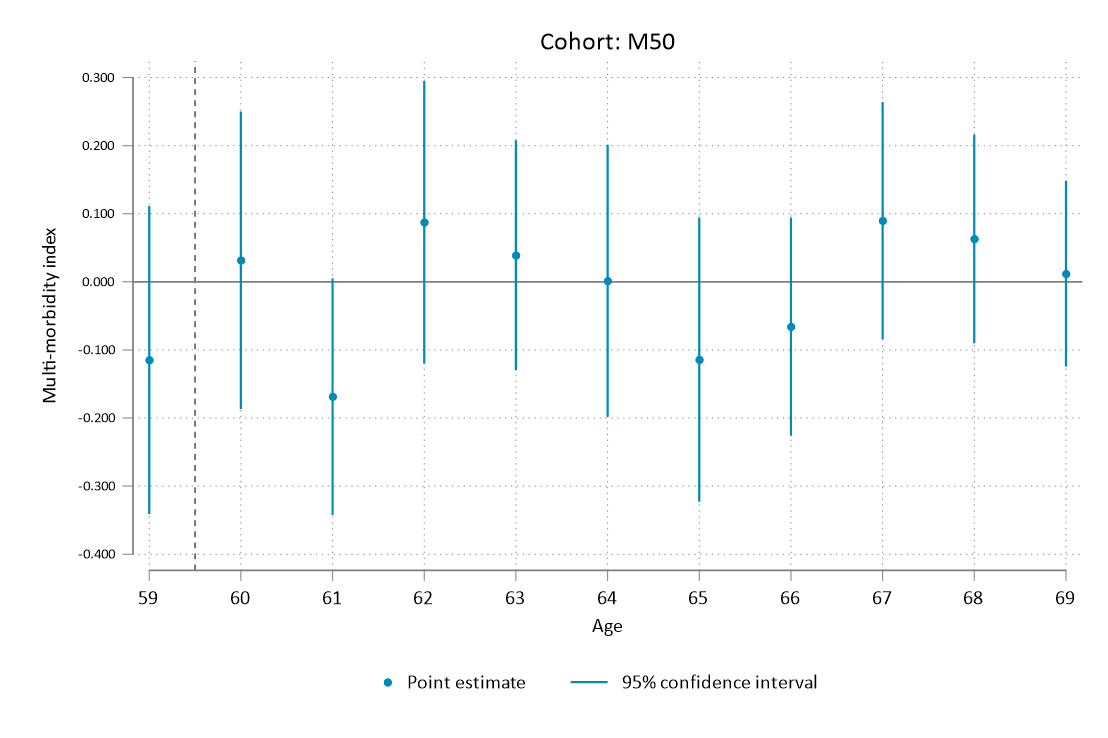 Cohort: M50
0.300
0.200
0.100
0.000
-0.100
-0.200
-0.300
-0.400
Multi-morbidity index
59 60 61 62 63 64 65 66 67 68 69
Age
Point estimate 95% confidence interval